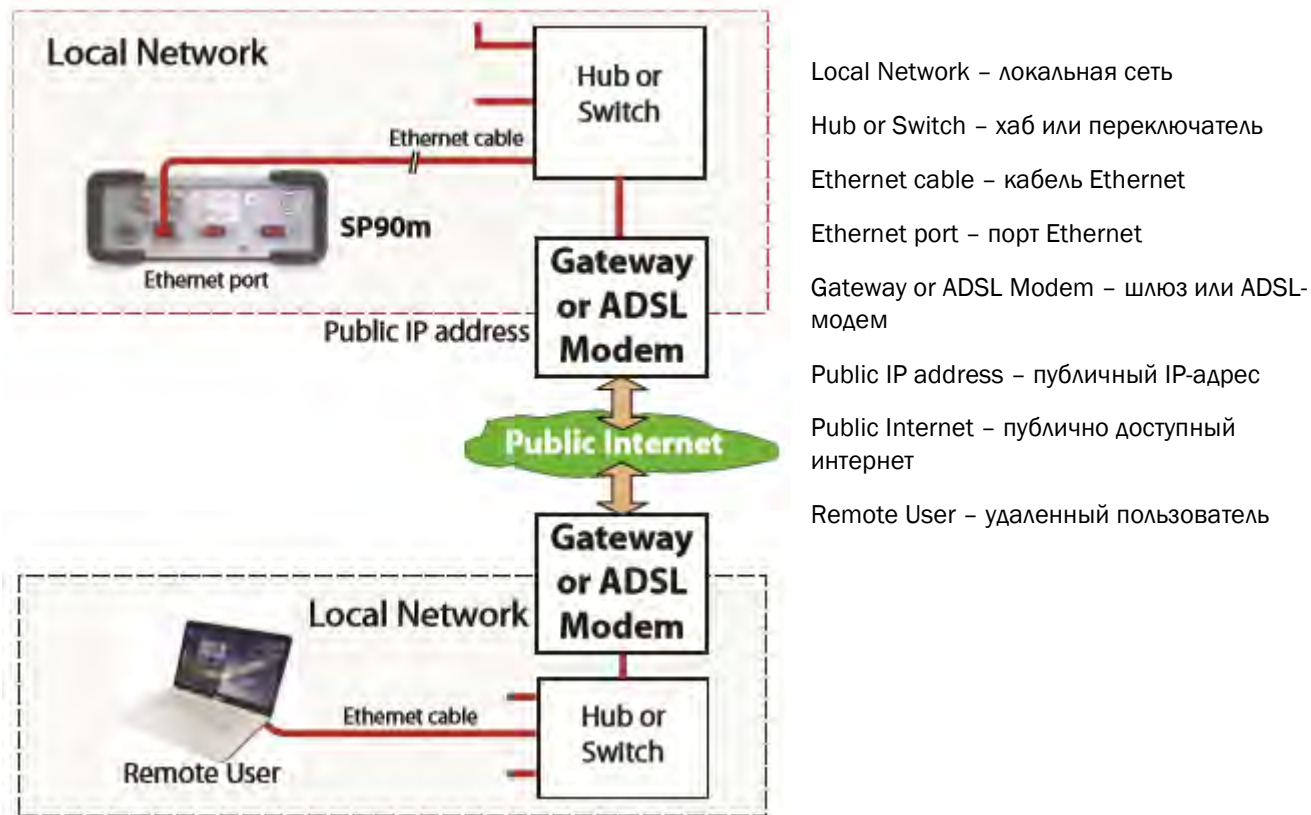 Local Network
Hub or
Switch
Ethernet cable
SP90m
Ethernet port
Gateway
or ADSL
Modem
Public IP address
Public Internet
Gateway
or ADSL
Modem
Local Network
Ethernet cable
Hub or
Switch
Remote User
Local Network – локальная сеть
Hub or Switch – хаб или переключатель
Ethernet cable – кабель Ethernet
Ethernet port – порт Ethernet
Gateway or ADSL Modem – шлюз или ADSL-
модем
Public IP address – публичный IP-адрес
Public Internet – публично доступный
интернет
Remote User – удаленный пользователь